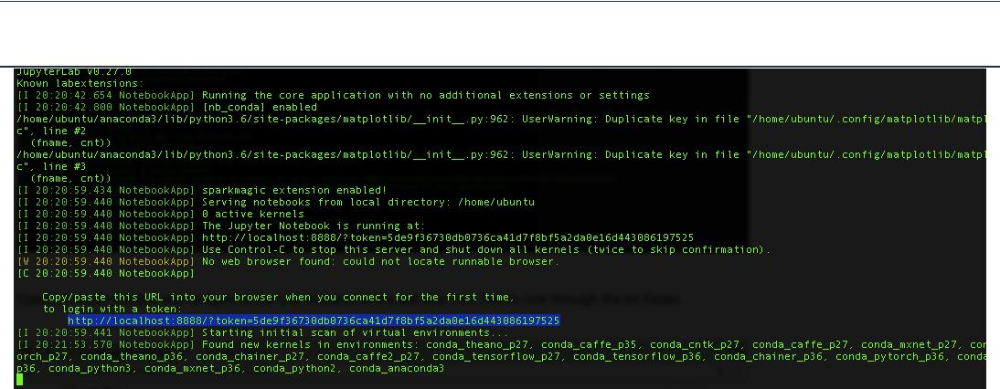 JupyterLab v0.27.0
Known labextensions:
[I 20:20:42.654 NotebookApp] Running the core application with no additional extensions or settings
[I 20:20:42.800 NotebookApp] [nb_conda] enabled
/home/ubuntu/anaconda3/lib/python3.6/site-packages/matplotlib/__init__.py:962: UserWarning: Duplicate key in file "/home/ubuntu/.config/matplotlib/matpl
c", line #2
(fname, cnt))
/home/ubuntu/anaconda3/lib/python3.6/site-packages/matplotlib/__init__.py:962: UserWarning: Duplicate key in file "/home/ubuntu/.config/matplotlib/matpl
c", line #3
(fname, cnt))
[I 20:20:59.434 NotebookApp] sparkmagic extension enabled!
[I 20:20:59.440 NotebookApp] Serving notebooks from local directory: /home/ubuntu
[I 20:20:59.440 NotebookApp] 0 active kernels
[I 20:20:59.440 NotebookApp] The Jupyter Notebook is running at:
[I 20:20:59.440 NotebookApp] http://localhost:8888/?token=5de9f36730db0736ca41d7f8bf5a2da0e16d443086197525
[I 20:20:59.440 NotebookApp] Use Control-C to stop this server and shut down all kernels (twice to skip confirmation).
[W 20:20:59.440 NotebookApp] No web browser found: could not locate runnable browser.
[C 20:20:59.440 NotebookApp]
Copy/paste this URL into your browser when you connect for the first time,
to login with a token:
http://localhost:8888/?token=5de9f36730db0736ca41d7f8bf5a2da0e16d443086197525
[I 20:20:59.441 NotebookApp] Starting initial scan of virtual environments...
[I 20:21:53.570 NotebookApp] Found new kernels in environments: conda_theano_p27, conda_caffe_p35, conda_cntk_p27, conda_caffe_p27, conda_mxnet_p27, con
orch_p27, conda_theano_p36, conda_chainer_p27, conda_caffe2_p27, conda_tensorflow_p27, conda_tensorflow_p36, conda_chainer_p36, conda_pytorch_p36, conda
p36, conda_python3, conda_mxnet_p36, conda_python2, conda_anaconda3